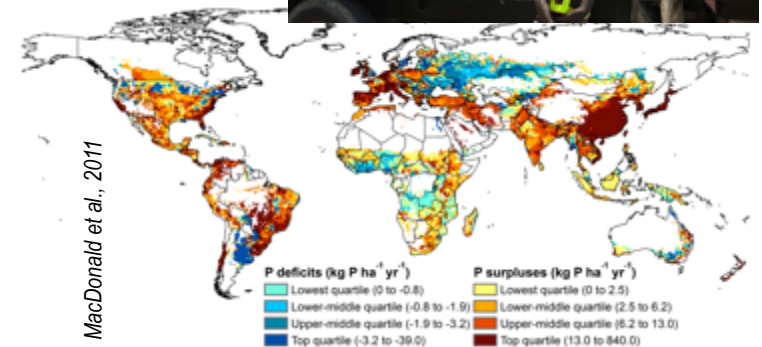 MacDonald et al., 2011
P deficits (kg P ha⁻¹ yr⁻¹)
Lowest quartile (0 to -0.8)
Lower-middle quartile (-0.8 to -1.9)
Upper-middle quartile (-1.9 to -3.2)
Top quartile (-3.2 to -39.0)
P surpluses (kg P ha⁻¹ yr⁻¹)
Lowest quartile (0 to 2.5)
Lower-middle quartile (2.5 to 6.2)
Upper-middle quartile (6.2 to 13.0)
Top quartile (13.0 to 840.0)